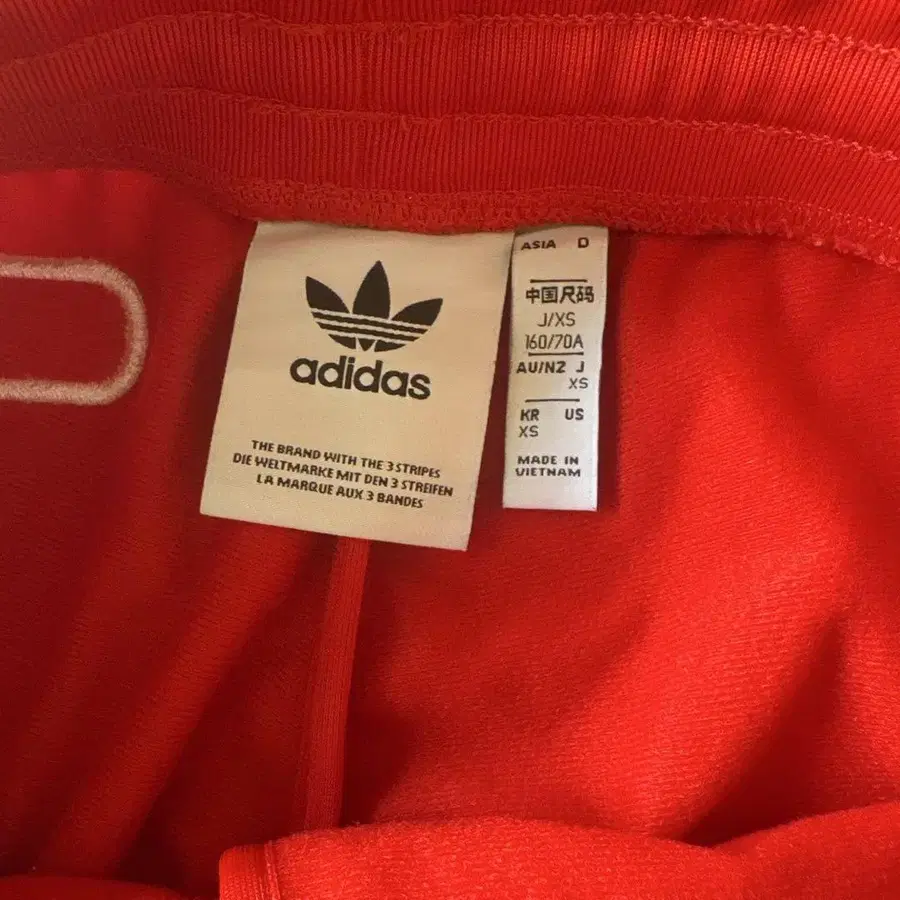 adidas
THE BRAND WITH THE 3 STRIPES
DIE WELTMARKE MIT DEN 3 STREIFEN
LA MARQUE AUX 3 BANDES
ASIA D
中国尺码
J/XS
160/70A
AU/NZ J
XS
KR US
XS
MADE IN
VIETNAM